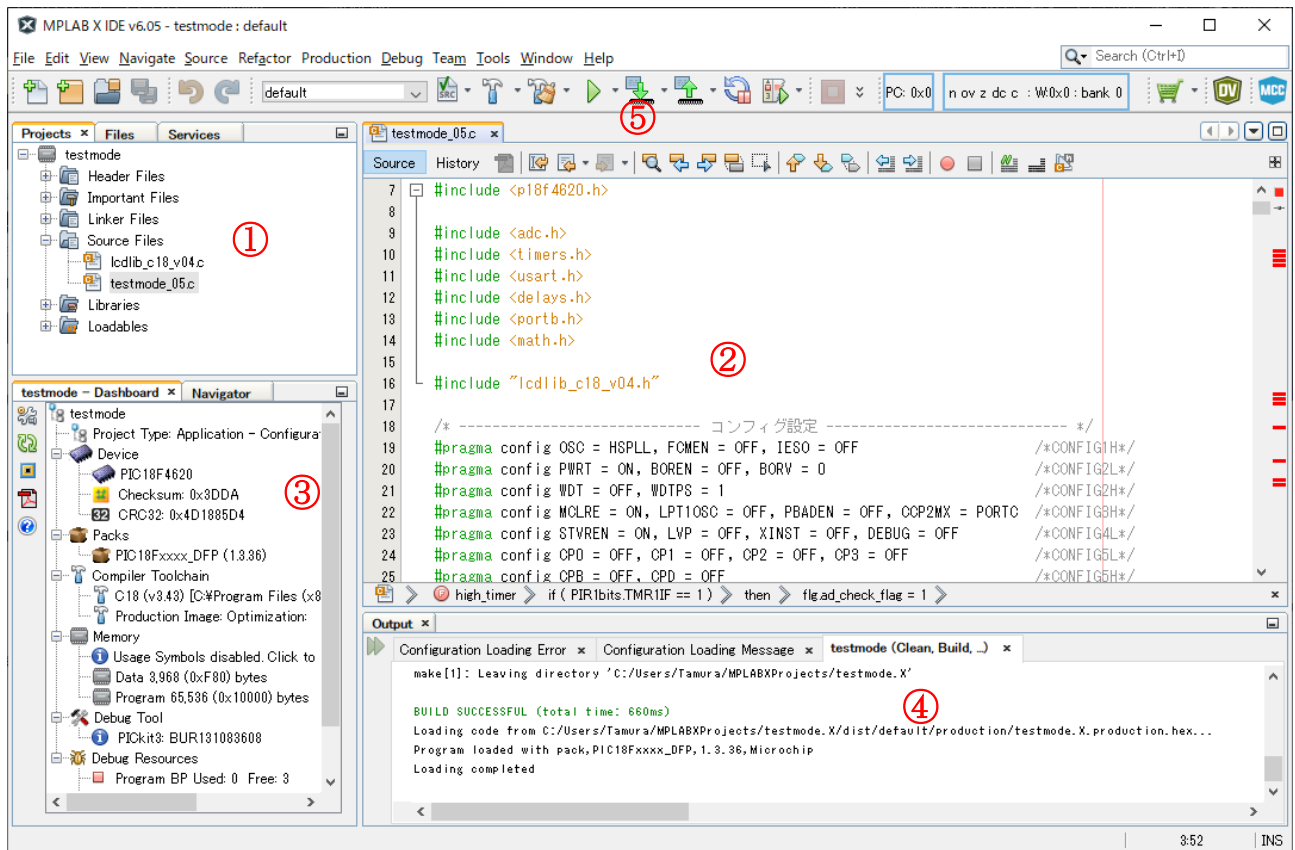 MPLAB X IDE v6.05 - testmode : default
File Edit View Navigate Source Refactor Production Debug Team Tools Window Help
Search (Ctrl+I)
default
PC: 0x0
n ov z dc c : W:0x0 : bank 0
SRC
DV
MCC
⑤
Projects × Files Services
testmode
Header Files
Important Files
Linker Files
Source Files
lcdlib_c18_v04.c
testmode_05.c
Libraries
Loadables
①
testmode_05.c ×
Source History
7 #include <p18f4620.h>
8
9 #include <adc.h>
10 #include <timers.h>
11 #include <usart.h>
12 #include <delays.h>
13 #include <portb.h>
14 #include <math.h>
15
16 #include "lcdlib_c18_v04.h"
17
18 /* ---------------------------- コンフィグ設定 ------------------------------ */
19 #pragma config OSC = HSPLL, FCMEN = OFF, IESO = OFF /*CONFIG1H*/
20 #pragma config PWRT = ON, BOREN = OFF, BORV = 0 /*CONFIG2L*/
21 #pragma config WDT = OFF, WDTPS = 1 /*CONFIG2H*/
22 #pragma config MCLRE = ON, LPT1OSC = OFF, PBADEN = OFF, CCP2MX = PORTC /*CONFIG3H*/
23 #pragma config STVREN = ON, LVP = OFF, XINST = OFF, DEBUG = OFF /*CONFIG4L*/
24 #pragma config CP0 = OFF, CP1 = OFF, CP2 = OFF, CP3 = OFF /*CONFIG5L*/
25 #pragma config CPB = OFF, CPD = OFF /*CONFIG5H*/
②
high_timer if ( PIR1bits.TMR1IF == 1 ) then flg.ad_check_flag = 1
testmode - Dashboard × Navigator
testmode
Project Type: Application - Configura
Device
PIC18F4620
Checksum: 0x3DDA
32 CRC32: 0x4D1885D4
Packs
PIC18Fxxxx_DFP (1.3.36)
Compiler Toolchain
C18 (v3.43) [C:¥Program Files (x8
Production Image: Optimization:
Memory
Usage Symbols disabled. Click to
Data 3,968 (0xF80) bytes
Program 65,536 (0x10000) bytes
Debug Tool
PICkit3: BUR131083608
Debug Resources
Program BP Used: 0 Free: 3
③
Output ×
Configuration Loading Error × Configuration Loading Message × testmode (Clean, Build, ...) ×
make[1]: Leaving directory 'C:/Users/Tamura/MPLABXProjects/testmode.X'
BUILD SUCCESSFUL (total time: 660ms)
Loading code from C:/Users/Tamura/MPLABXProjects/testmode.X/dist/default/production/testmode.X.production.hex...
Program loaded with pack,PIC18Fxxxx_DFP,1.3.36,Microchip
Loading completed
④
3:52 INS